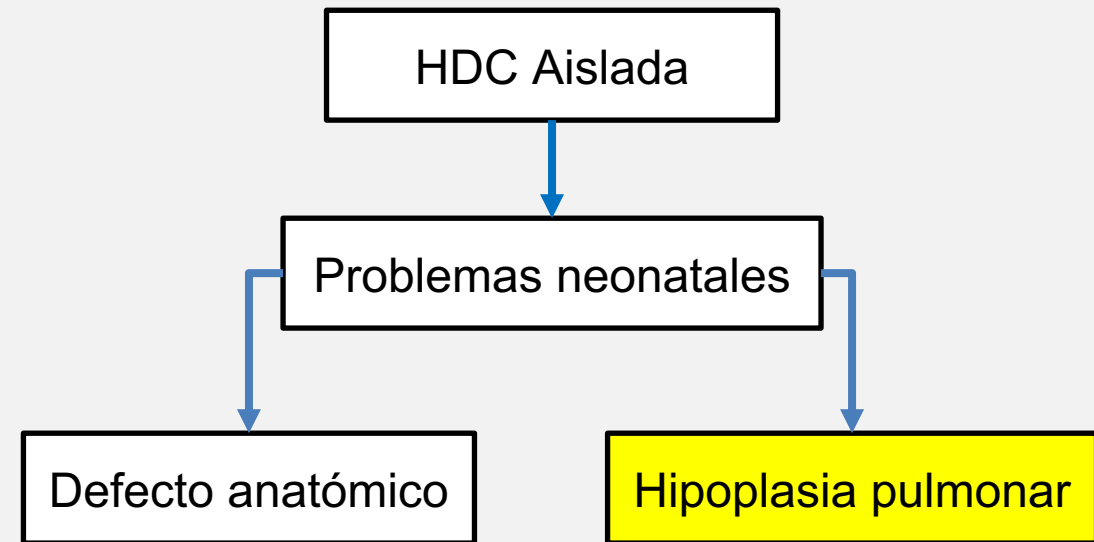 HDC Aislada
Problemas neonatales
Defecto anatómico
Hipoplasia pulmonar